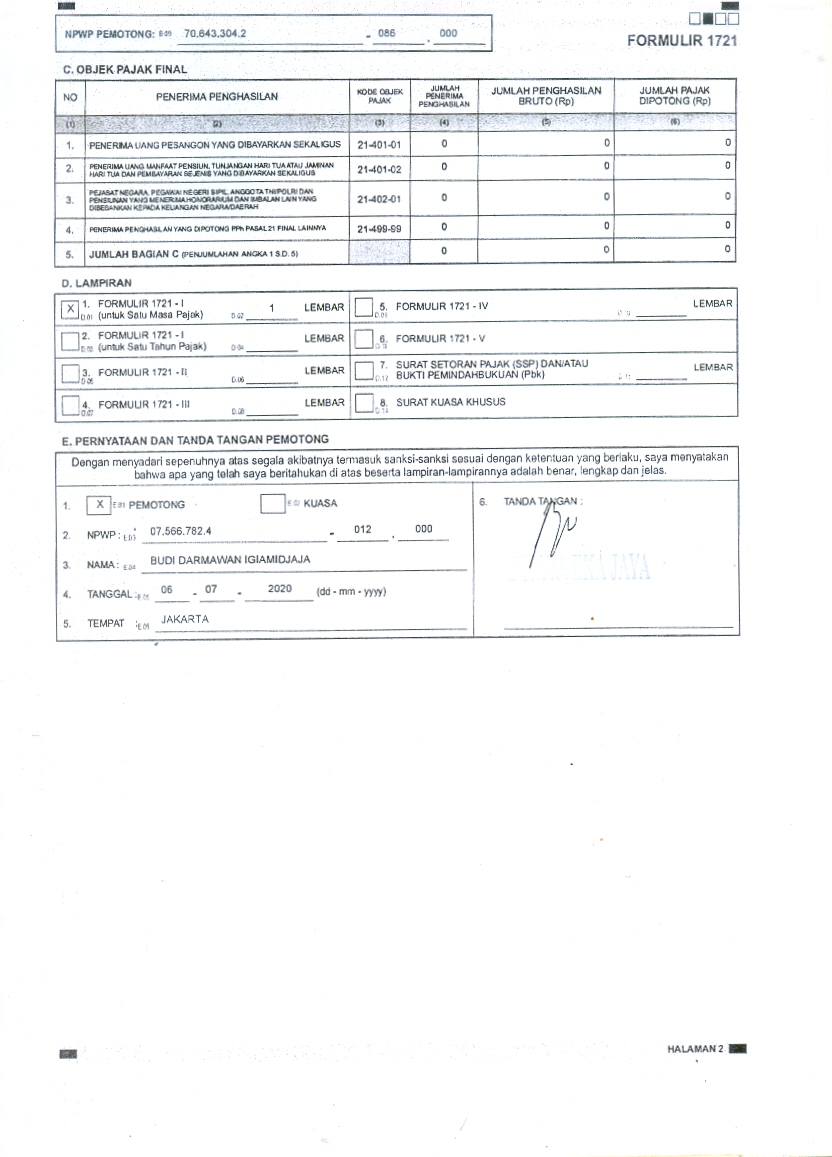 NPWP PEMOTONG: E.09 70.643.304.2 - 086 . 000
FORMULIR 1721
C. OBJEK PAJAK FINAL
NO PENERIMA PENGHASILAN KODE OBJEK PAJAK JUMLAH PENERIMA PENGHASILAN JUMLAH PENGHASILAN BRUTO (Rp) JUMLAH PAJAK DIPOTONG (Rp)
(1) (2) (3) (4) (5) (6)
1. PENERIMA UANG PESANGON YANG DIBAYARKAN SEKALIGUS 21-401-01 0 0 0
2. PENERIMA UANG MANFAAT PENSIUN, TUNJANGAN HARI TUA ATAU JAMINAN
HARI TUA DAN PEMBAYARAN SEJENIS YANG DIBAYARKAN SEKALIGUS 21-401-02 0 0 0
3. PEJABAT NEGARA, PEGAWAI NEGERI SIPIL, ANGGOTA TNI/POLRI DAN
PENSIUNAN YANG MENERIMA HONORARIUM DAN IMBALAN LAIN YANG
DIBEBANKAN KEPADA KEUANGAN NEGARA/DAERAH 21-402-01 0 0 0
4. PENERIMA PENGHASILAN YANG DIPOTONG PPh PASAL 21 FINAL LAINNYA 21-499-99 0 0 0
5. JUMLAH BAGIAN C (PENJUMLAHAN ANGKA 1 S.D. 5) 0 0 0
D. LAMPIRAN
X D.01 1. FORMULIR 1721 - I
(untuk Satu Masa Pajak) D.02 1 LEMBAR
5. FORMULIR 1721 - IV LEMBAR
2. FORMULIR 1721 - I
(untuk Satu Tahun Pajak) D.04 LEMBAR
6. FORMULIR 1721 - V
3. FORMULIR 1721 - II D.06 LEMBAR
7. SURAT SETORAN PAJAK (SSP) DAN/ATAU
D.12 BUKTI PEMINDAHBUKUAN (Pbk) LEMBAR
4. FORMULIR 1721 - III D.07 D.08 LEMBAR
8. SURAT KUASA KHUSUS
E. PERNYATAAN DAN TANDA TANGAN PEMOTONG
Dengan menyadari sepenuhnya atas segala akibatnya termasuk sanksi-sanksi sesuai dengan ketentuan yang berlaku, saya menyatakan
bahwa apa yang telah saya beritahukan di atas beserta lampiran-lampirannya adalah benar, lengkap dan jelas.
1. X E.01 PEMOTONG E.02 KUASA
2. NPWP : E.03 07.566.782.4 - 012 . 000
3. NAMA : E.04 BUDI DARMAWAN IGIAMIDJAJA
4. TANGGAL : E.05 06 - 07 - 2020 (dd - mm - yyyy)
5. TEMPAT : E.06 JAKARTA
6. TANDA TANGAN :
HALAMAN 2